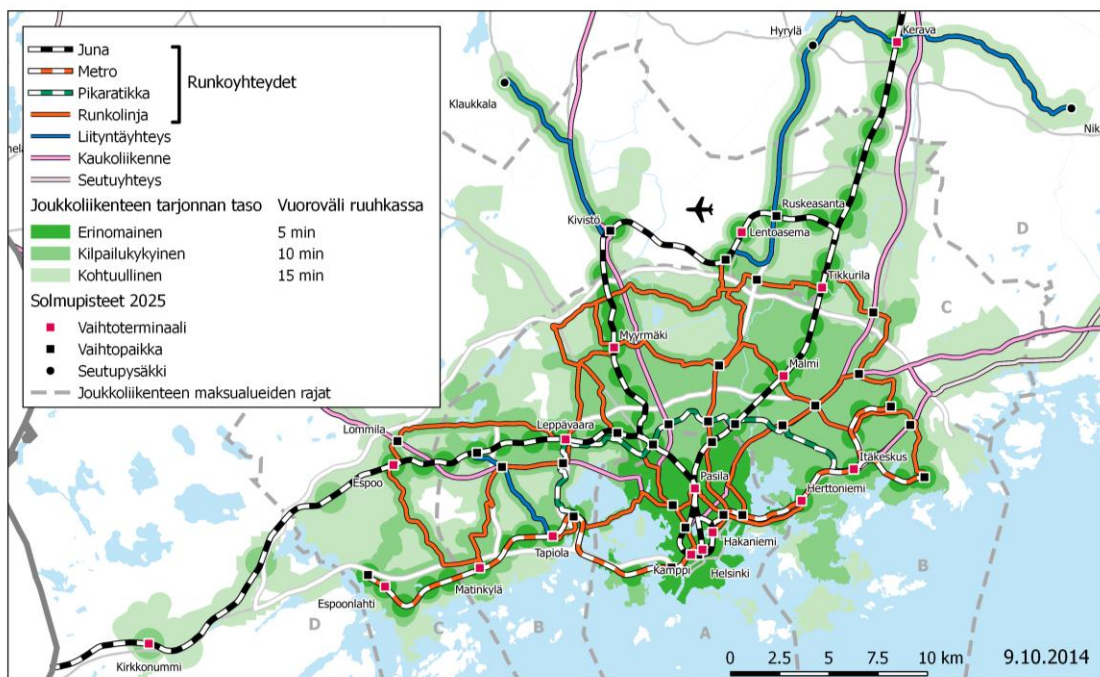 Juna
Metro
Pikaratikka
Runkolinja
Runkoyhteydet
Liityntäyhteys
Kaukoliikenne
Seutuyhteys
Joukkoliikenteen tarjonnan taso Vuoroväli ruuhkassa
Erinomainen 5 min
Kilpailukykyinen 10 min
Kohtuullinen 15 min
Solmupisteet 2025
Vaihtoterminaali
Vaihtopaikka
Seutupysäkki
Joukkoliikenteen maksualueiden rajat
Hyrylä
Kerava
Klaukkala
Nik
Ruskeasanta
Kivistö
Lentoasema
D
Tikkurila
C
Myyrmäki
Malmi
Lommila
Leppävaara
Espoo
Itäkeskus
Pasila
Herttoniemi
Tapiola
Hakaniemi
Kamppi
Helsinki
Matinkylä
B
Espoonlahti
D
C
B
A
A
Kirkkonummi
0 2.5 5 7.5 10 km
9.10.2014